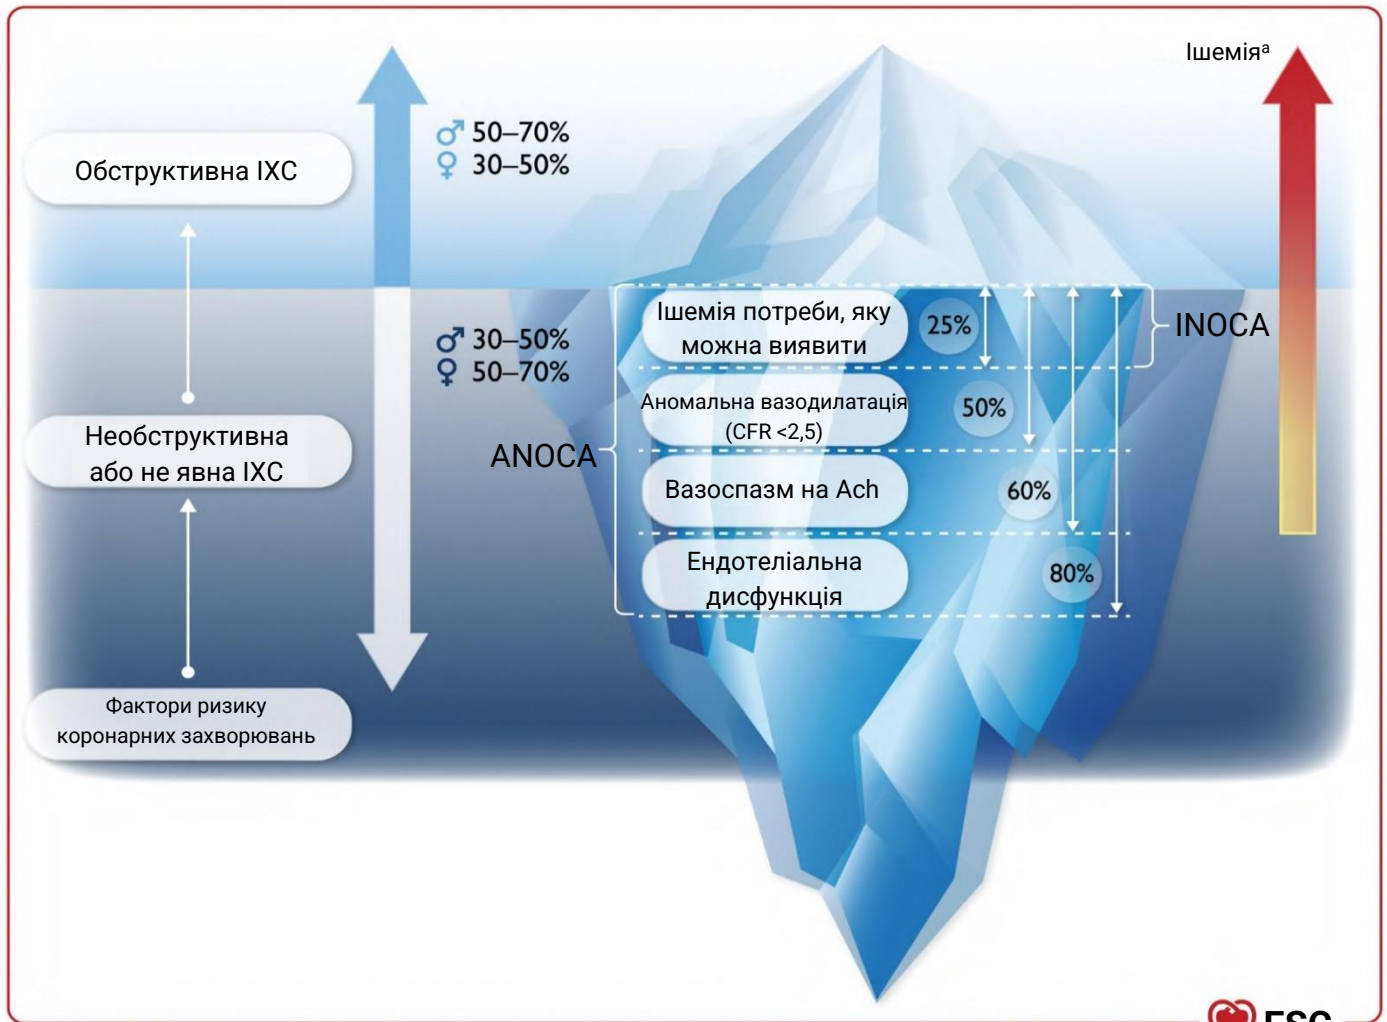 Ішеміяᵃ
♂ 50–70%
♀ 30–50%
Обструктивна ІХС
Ішемія потреби, яку
можна виявити
25%
INOCA
♂ 30–50%
♀ 50–70%
Аномальна вазодилатація
(CFR <2,5)
50%
Необструктивна
або не явна ІХС
ANOCA
Вазоспазм на Ach
60%
Ендотеліальна
дисфункція
80%
Фактори ризику
коронарних захворювань
ESC